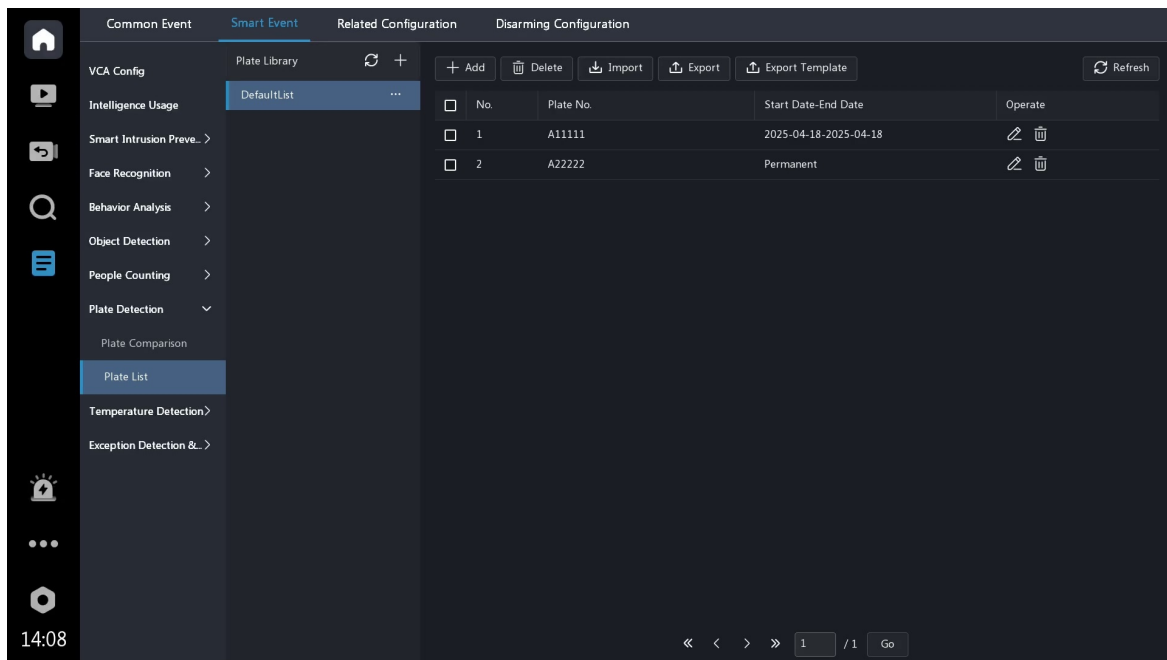 Common Event Smart Event Related Configuration Disarming Configuration
VCA Config
Intelligence Usage
Smart Intrusion Preve...
Face Recognition
Behavior Analysis
Object Detection
People Counting
Plate Detection
Plate Comparison
Plate List
Temperature Detection
Exception Detection &...
14:08
Plate Library
DefaultList ...
Add Delete Import Export Export Template Refresh
No. Plate No. Start Date-End Date Operate
1 A11111 2025-04-18-2025-04-18
2 A22222 Permanent
1 / 1 Go